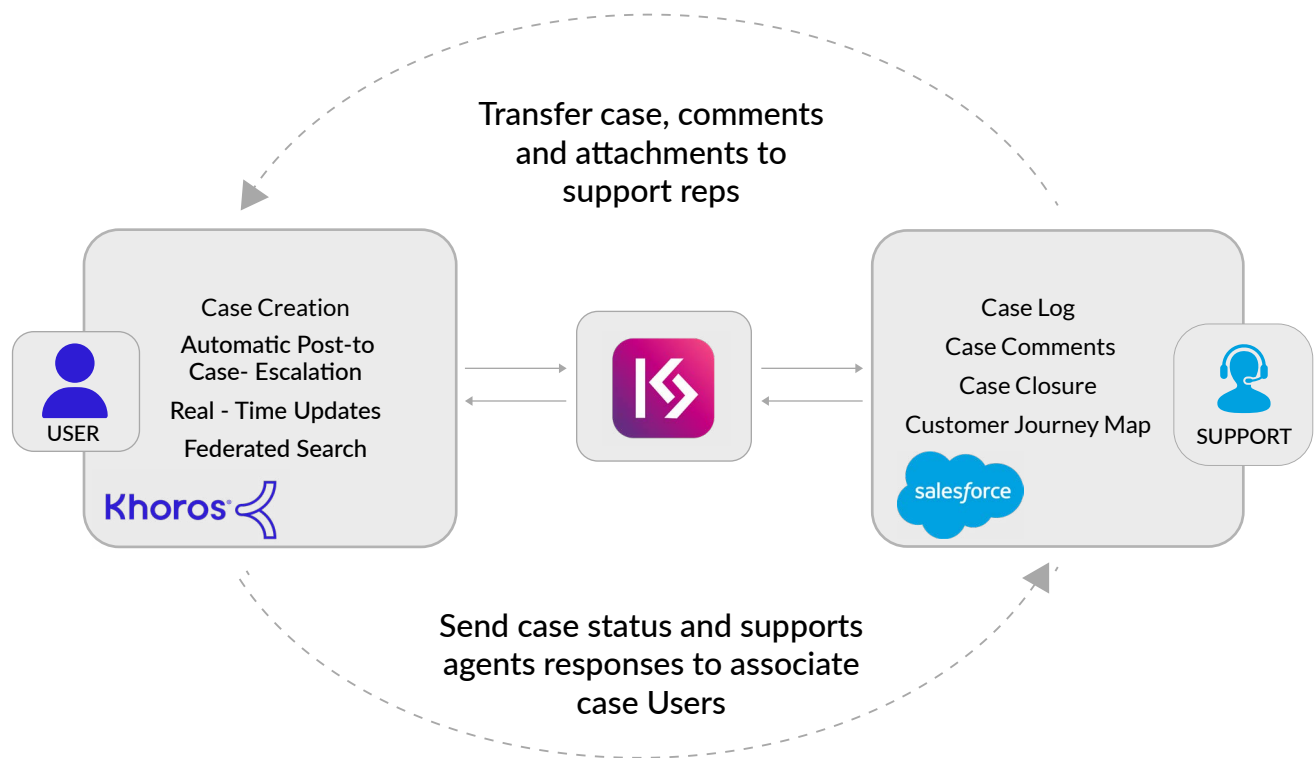 Transfer case, comments
and attachments to
support reps
Case Creation
Automatic Post-to
Case- Escalation
Real - Time Updates
Federated Search
USER
Khoros
Case Log
Case Comments
Case Closure
Customer Journey Map
SUPPORT
salesforce
Send case status and supports
agents responses to associate
case Users